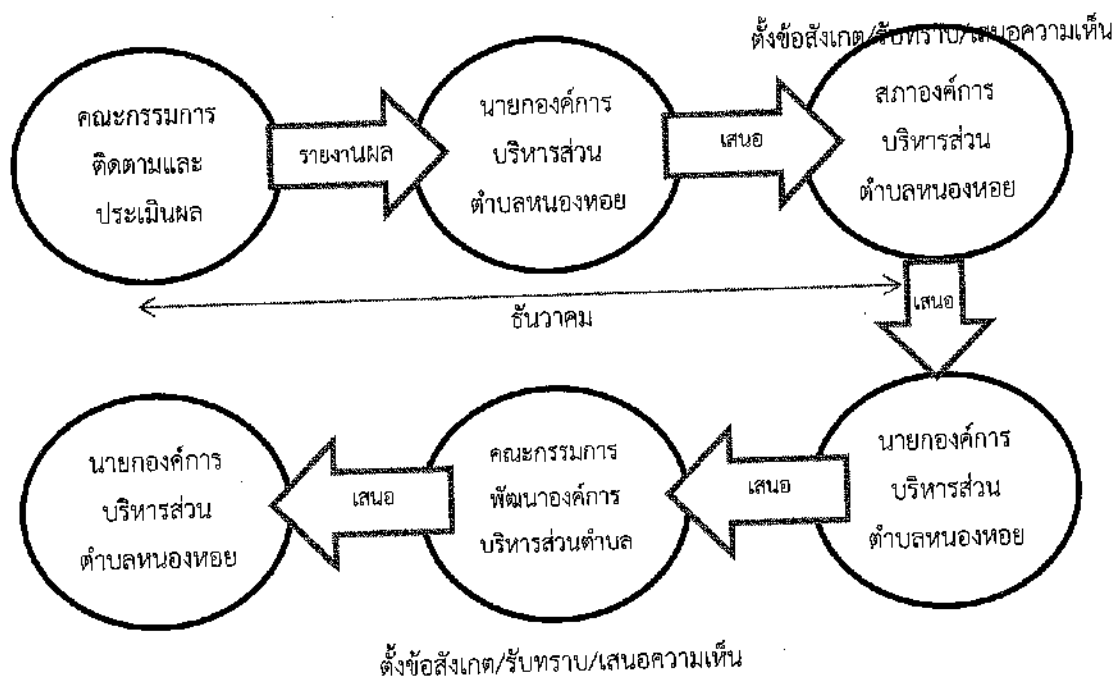 ตั้งข้อสังเกต/รับทราบ/เสนอความเห็น
คณะกรรมการ
ติดตามและ
ประเมินผล
รายงานผล
นายกองค์การ
บริหารส่วน
ตำบลหนองหอย
เสนอ
สภาองค์การ
บริหารส่วน
ตำบลหนองหอย
ธันวาคม
เสนอ
นายกองค์การ
บริหารส่วน
ตำบลหนองหอย
เสนอ
คณะกรรมการ
พัฒนาองค์การ
บริหารส่วนตำบล
เสนอ
นายกองค์การ
บริหารส่วน
ตำบลหนองหอย
ตั้งข้อสังเกต/รับทราบ/เสนอความเห็น